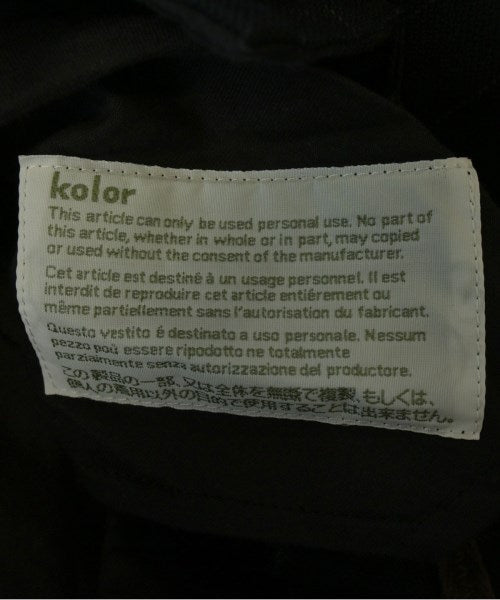 kolor
This article can only be used personal use. No part of
this article, whether in whole or in part, may copied
or used without the consent of the manufacturer.
Cet article est destiné à un usage personnel. Il est
interdit de reproduire cet article entiérement ou
même partiellement sans l'autorisation du fabricant.
Questo vestito é destinato a uso personale. Nessum
pezzo poú essere ripodotto ne totalmente
parzialmente senza autorizzazione del productore.
この製品の一部、又は全体を無断で複製、もしくは、
個人の着用以外の目的で使用することは出来ません。